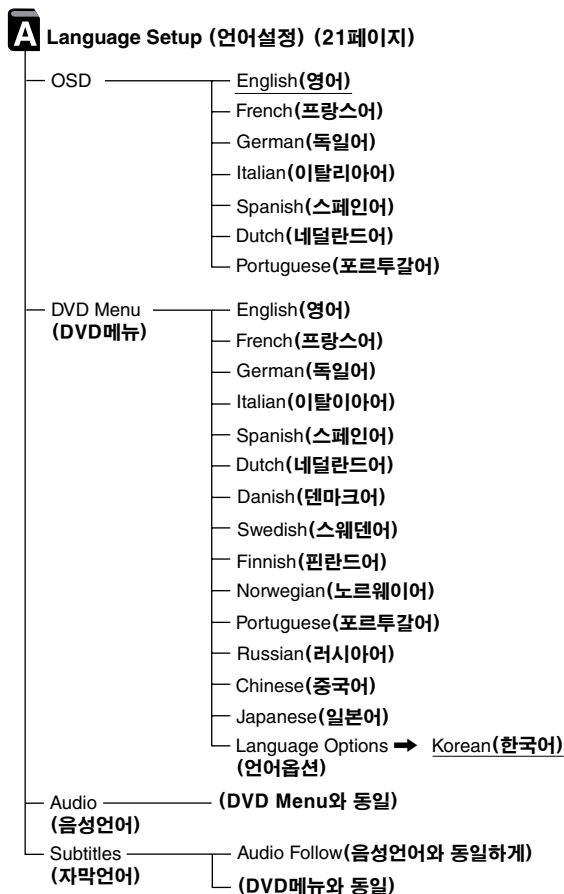 A Language Setup (언어설정) (21페이지)
OSD English(영어)
French(프랑스어)
German(독일어)
Italian(이탈리아어)
Spanish(스페인어)
Dutch(네덜란드어)
Portuguese(포르투갈어)
DVD Menu English(영어)
(DVD메뉴) French(프랑스어)
German(독일어)
Italian(이탈이아어)
Spanish(스페인어)
Dutch(네덜란드어)
Danish(덴마크어)
Swedish(스웨덴어)
Finnish(핀란드어)
Norwegian(노르웨이어)
Portuguese(포르투갈어)
Russian(러시아어)
Chinese(중국어)
Japanese(일본어)
Language Options ➡ Korean(한국어)
(언어옵션)
Audio (DVD Menu와 동일)
(음성언어)
Subtitles Audio Follow(음성언어와 동일하게)
(자막언어) (DVD메뉴와 동일)